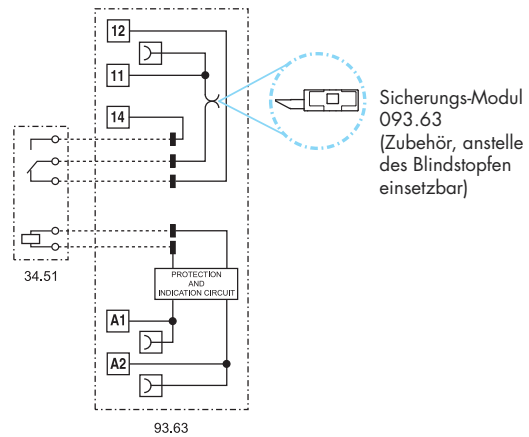 12
11
14
34.51
PROTECTION
AND
INDICATION CIRCUIT
A1
A2
93.63
Sicherungs-Modul
093.63
(Zubehör, anstelle
des Blindstopfen
einsetzbar)